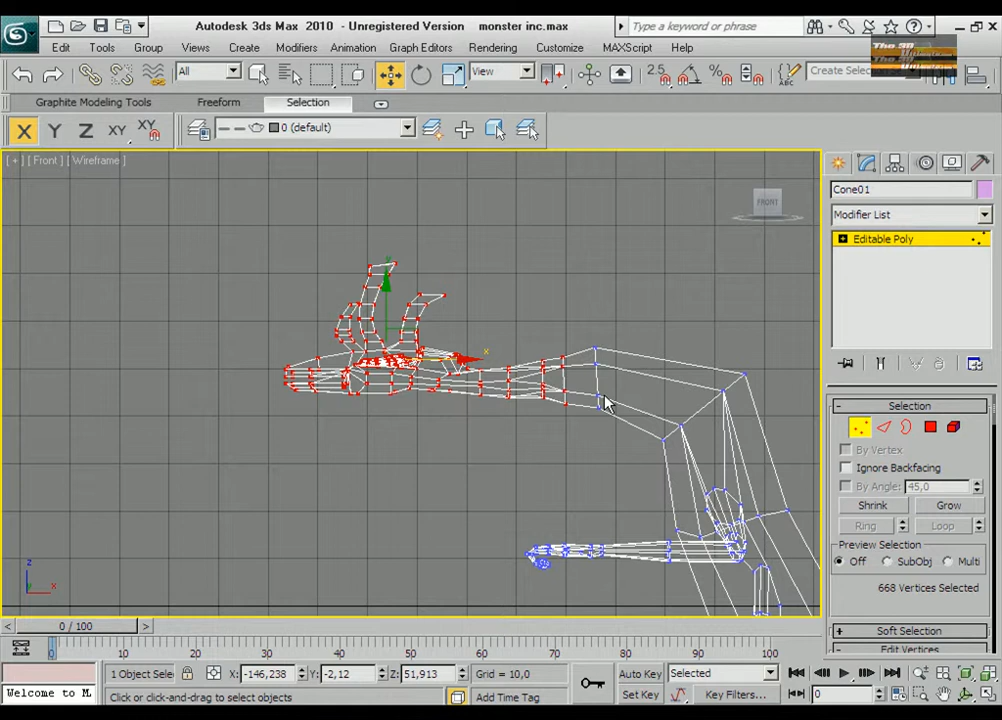 Autodesk 3ds Max 2010 - Unregistered Version monster inc.max
Type a keyword or phrase
Edit Tools Group Views Create Modifiers Animation Graph Editors Rendering Customize MAXScript Help
All View 2.5 Create Selection
Graphite Modeling Tools Freeform Selection
X Y Z XY XY 0 (default)
[ + ] [ Front ] [ Wireframe ]
FRONT
Cone01
Modifier List
Editable Poly
z
x
y
x
- Selection
By Vertex
Ignore Backfacing
By Angle: 45,0
Shrink Grow
Ring Loop
Preview Selection
Off SubObj Multi
668 Vertices Selected
+ Soft Selection
Edit Vertices
< 0 / 100 >
0 10 20 30 40 50 60 70 80 90 100
1 Object Sele X: -146,238 Y: -2,12 Z: 51,913 Grid = 10,0 Auto Key Selected
Welcome to M. Click or click-and-drag to select objects Add Time Tag Set Key Key Filters... 0